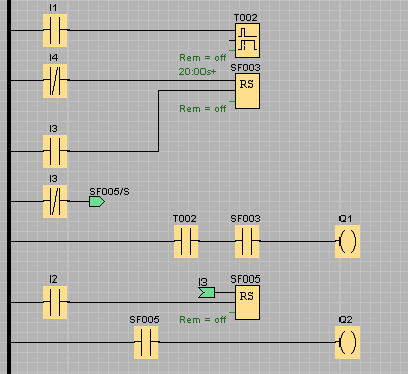 I1
T002
Rem = off
20:00s+
I4
SF003
RS
Rem = off
I3
I3
SF005/S
T002
SF003
Q1
I2
I3
SF005
RS
Rem = off
SF005
Q2